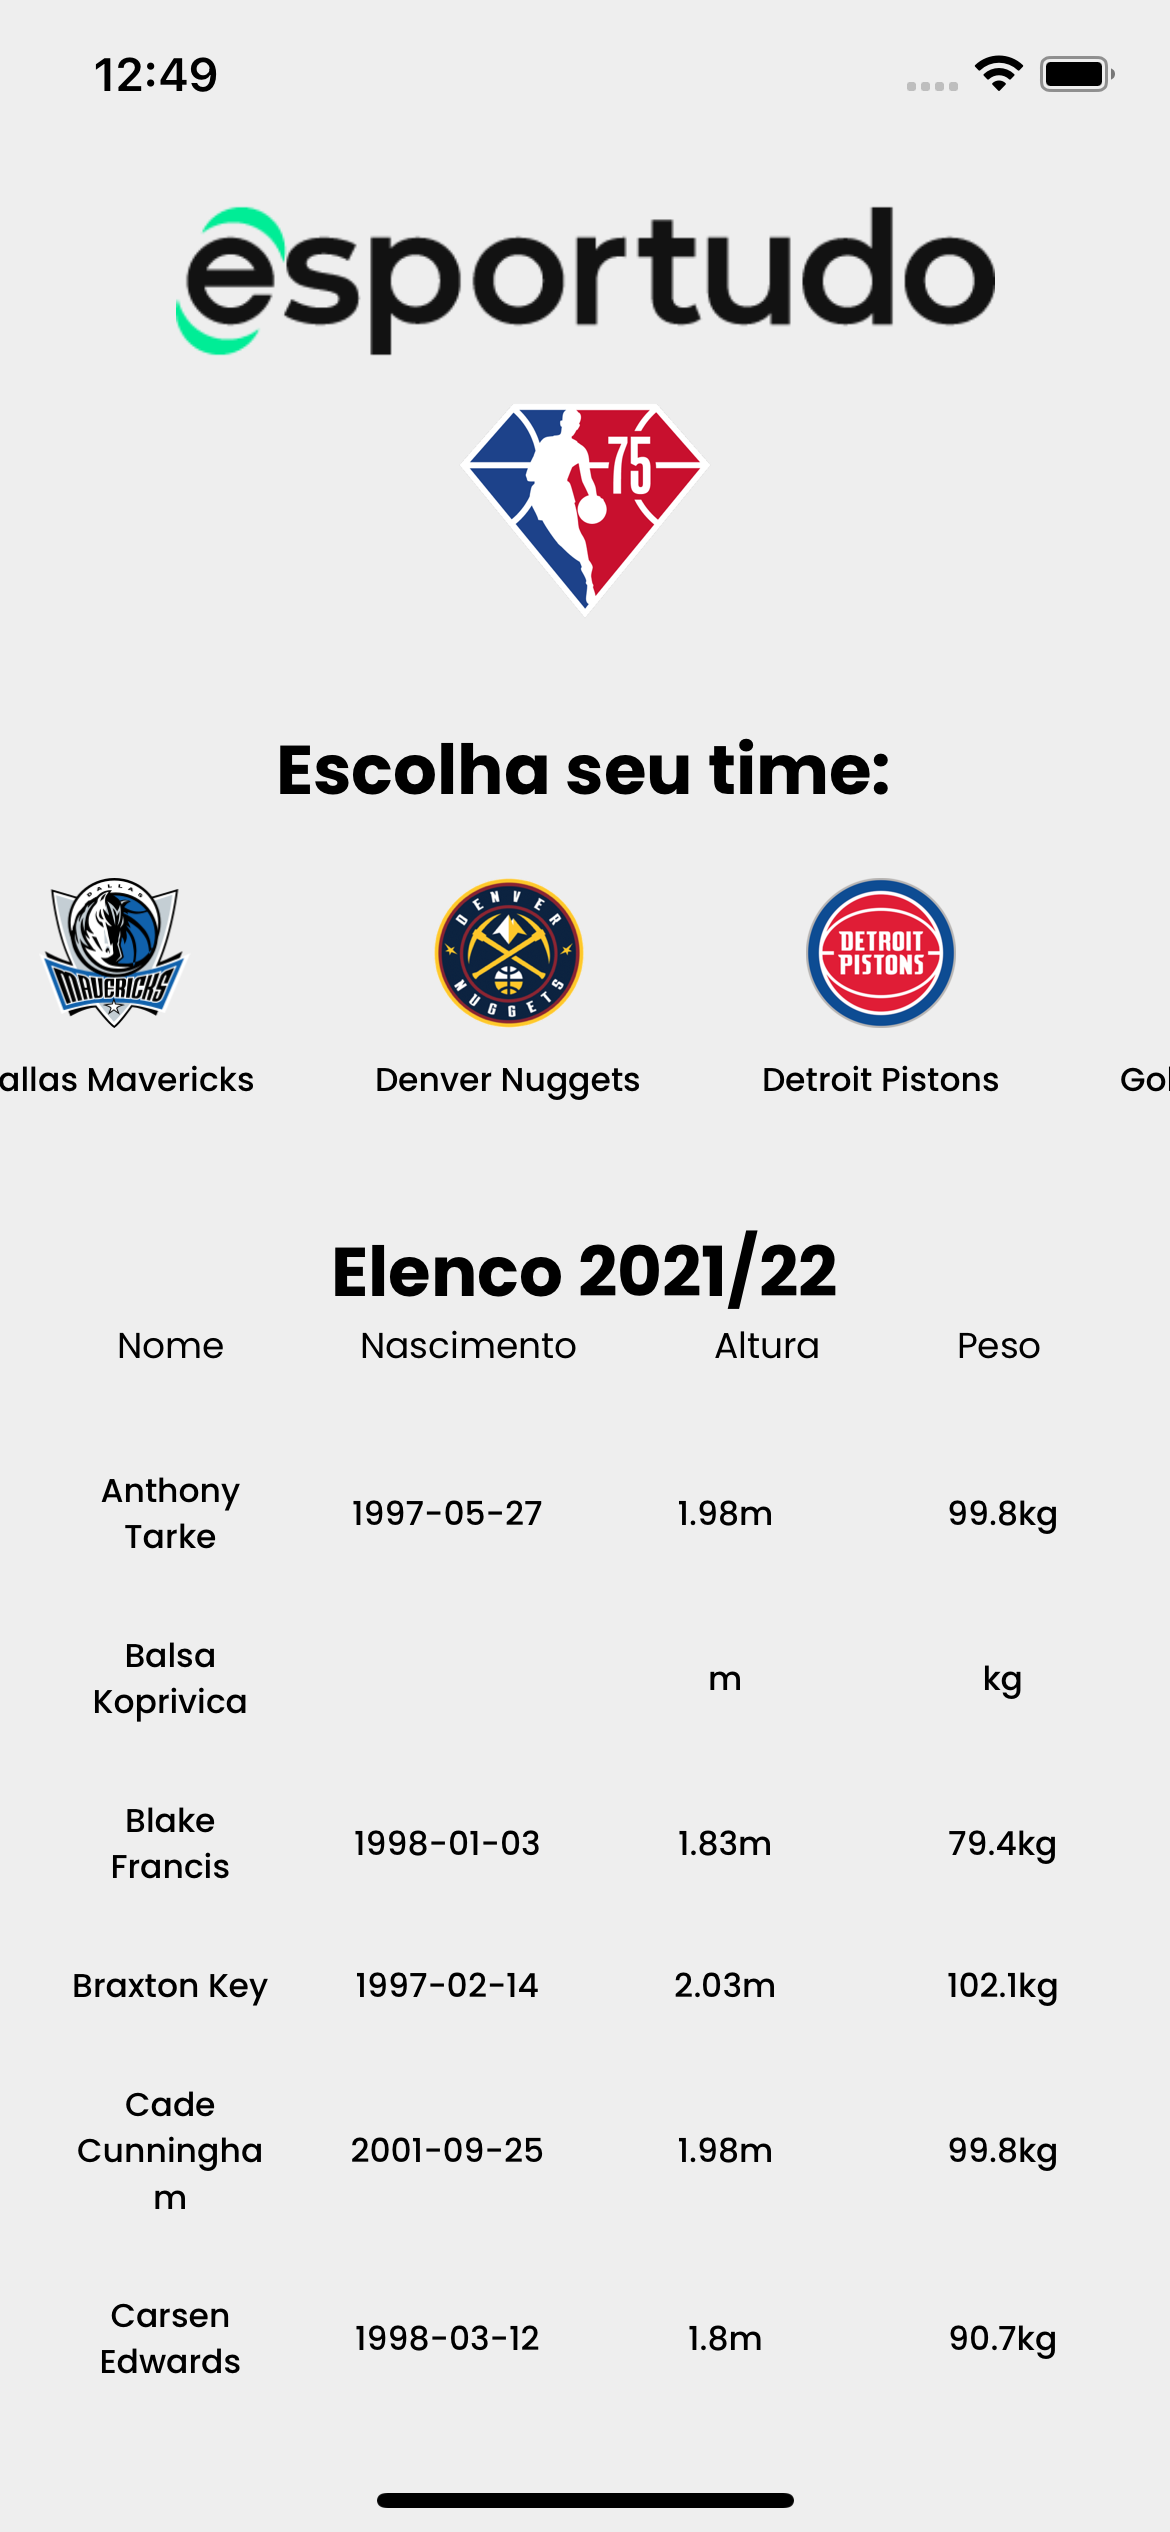 12:49
esportudo
75
Escolha seu time:
DALLAS
MAVERICKS
DENVER
NUGGETS
DETROIT
PISTONS
allas Mavericks Denver Nuggets Detroit Pistons Gol
Elenco 2021/22
Nome Nascimento Altura Peso
Anthony
Tarke
1997-05-27 1.98m 99.8kg
Balsa
Koprivica
m kg
Blake
Francis
1998-01-03 1.83m 79.4kg
Braxton Key 1997-02-14 2.03m 102.1kg
Cade
Cunningha
m
2001-09-25 1.98m 99.8kg
Carsen
Edwards
1998-03-12 1.8m 90.7kg